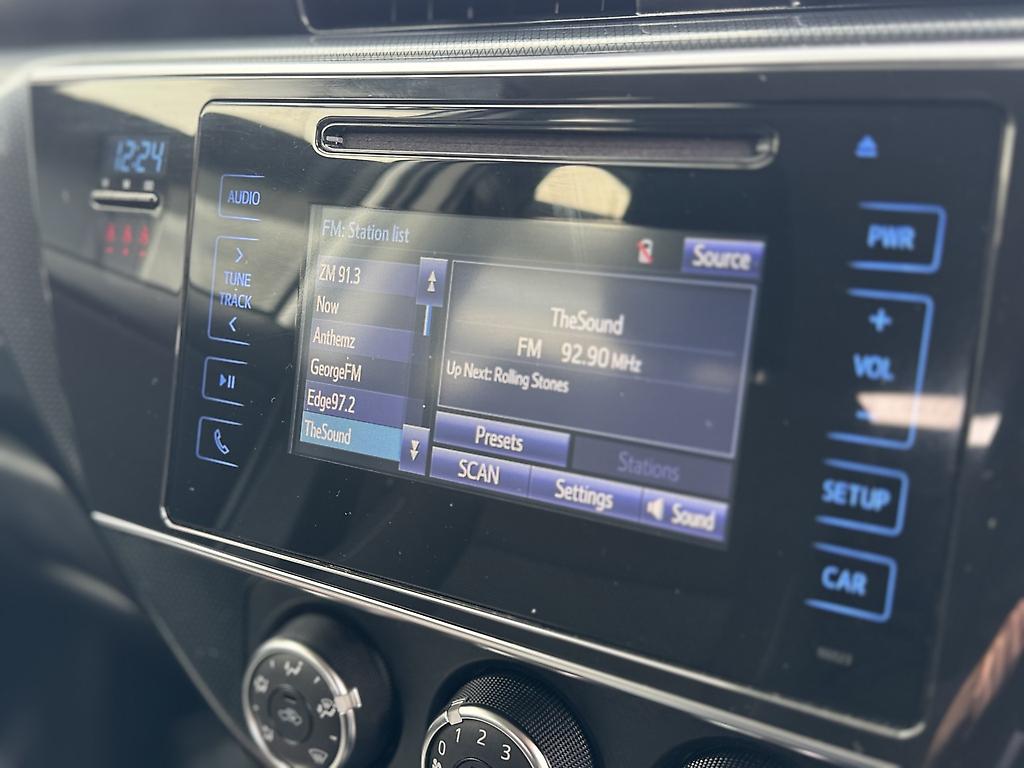 12:24
AUDIO
TUNE
TRACK
FM: Station list
Source
ZM 91.3
Now
Anthemz
GeorgeFM
Edge97.2
TheSound
TheSound
FM 92.90 MHz
Up Next: Rolling Stones
Presets
Stations
SCAN
Settings
Sound
PWR
+
VOL
-
SETUP
CAR
0 1 2 3